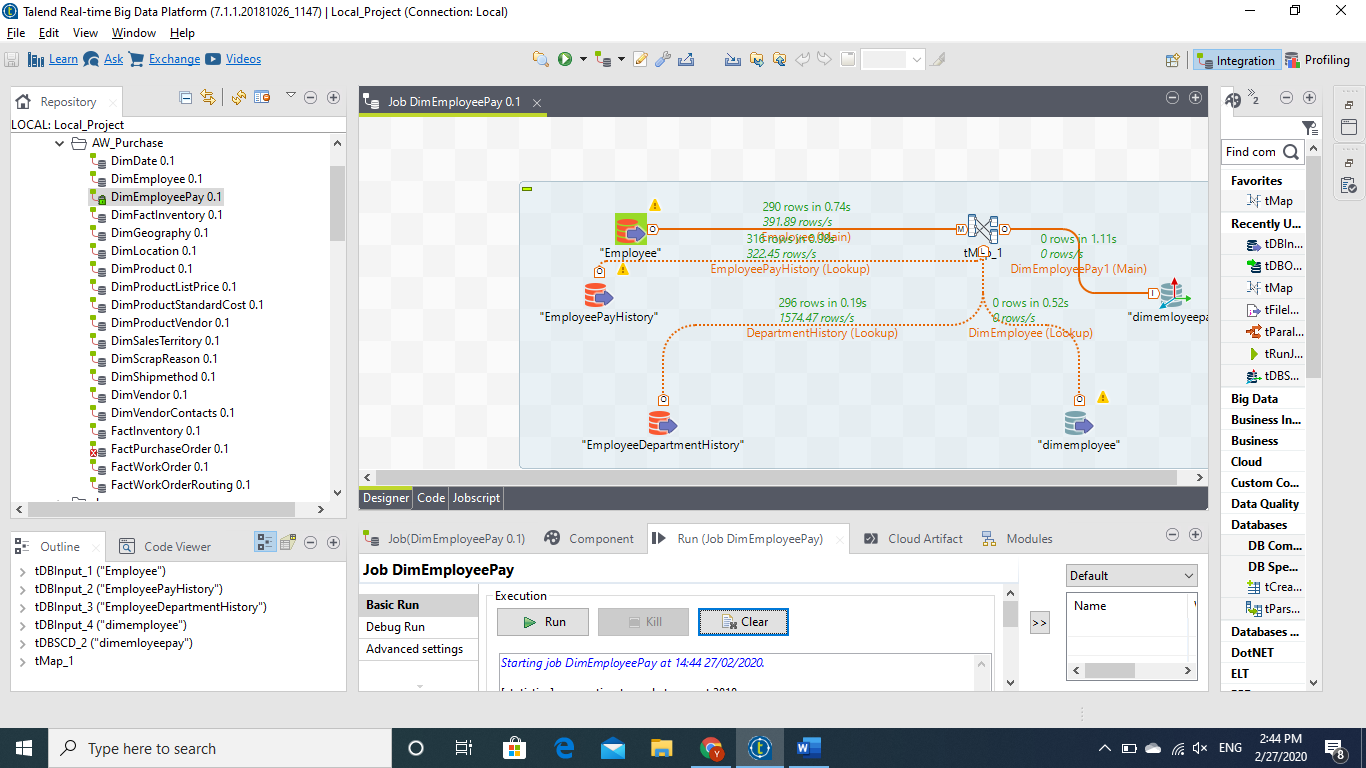 Talend Real-time Big Data Platform (7.1.1.20181026_1147) | Local_Project (Connection: Local)
File Edit View Window Help
Learn Ask Exchange Videos
Integration Profiling
Repository
LOCAL: Local_Project
AW_Purchase
DimDate 0.1
DimEmployee 0.1
DimEmployeePay 0.1
DimFactInventory 0.1
DimGeography 0.1
DimLocation 0.1
DimProduct 0.1
DimProductListPrice 0.1
DimProductStandardCost 0.1
DimProductVendor 0.1
DimSalesTerritory 0.1
DimScrapReason 0.1
DimShipmethod 0.1
DimVendor 0.1
DimVendorContacts 0.1
FactInventory 0.1
FactPurchaseOrder 0.1
FactWorkOrder 0.1
FactWorkOrderRouting 0.1
Outline Code Viewer
tDBInput_1 ("Employee")
tDBInput_2 ("EmployeePayHistory")
tDBInput_3 ("EmployeeDepartmentHistory")
tDBInput_4 ("dimemployee")
tDBSCD_2 ("dimemloyeepay")
tMap_1
Job DimEmployeePay 0.1
290 rows in 0.74s
391.89 rows/s
Employee (Main)
"Employee"
322.45 rows/s
EmployeePayHistory (Lookup)
"EmployeePayHistory"
0 rows in 1.11s
0 rows/s
DimEmployeePay1 (Main)
"dimemloyeepa
296 rows in 0.19s
1574.47 rows/s
DepartmentHistory (Lookup)
0 rows in 0.52s
0 rows/s
DimEmployee (Lookup)
"EmployeeDepartmentHistory"
"dimemployee"
Designer Code Jobscript
Job(DimEmployeePay 0.1) Component Run (Job DimEmployeePay) Cloud Artifact Modules
Job DimEmployeePay
Basic Run
Debug Run
Advanced settings
Execution
Run Kill Clear
Starting job DimEmployeePay at 14:44 27/02/2020.
>>
Default
Name
2
Find com
Favorites
tMap
Recently U...
tDBIn...
tDBO...
tMap
tFileI...
tParal...
tRunJ...
tDBS...
Big Data
Business In...
Business
Cloud
Custom Co...
Data Quality
Databases
DB Com...
DB Spe...
tCrea...
tPars...
Databases ...
DotNET
ELT
Type here to search
ENG
2:44 PM
2/27/2020
8